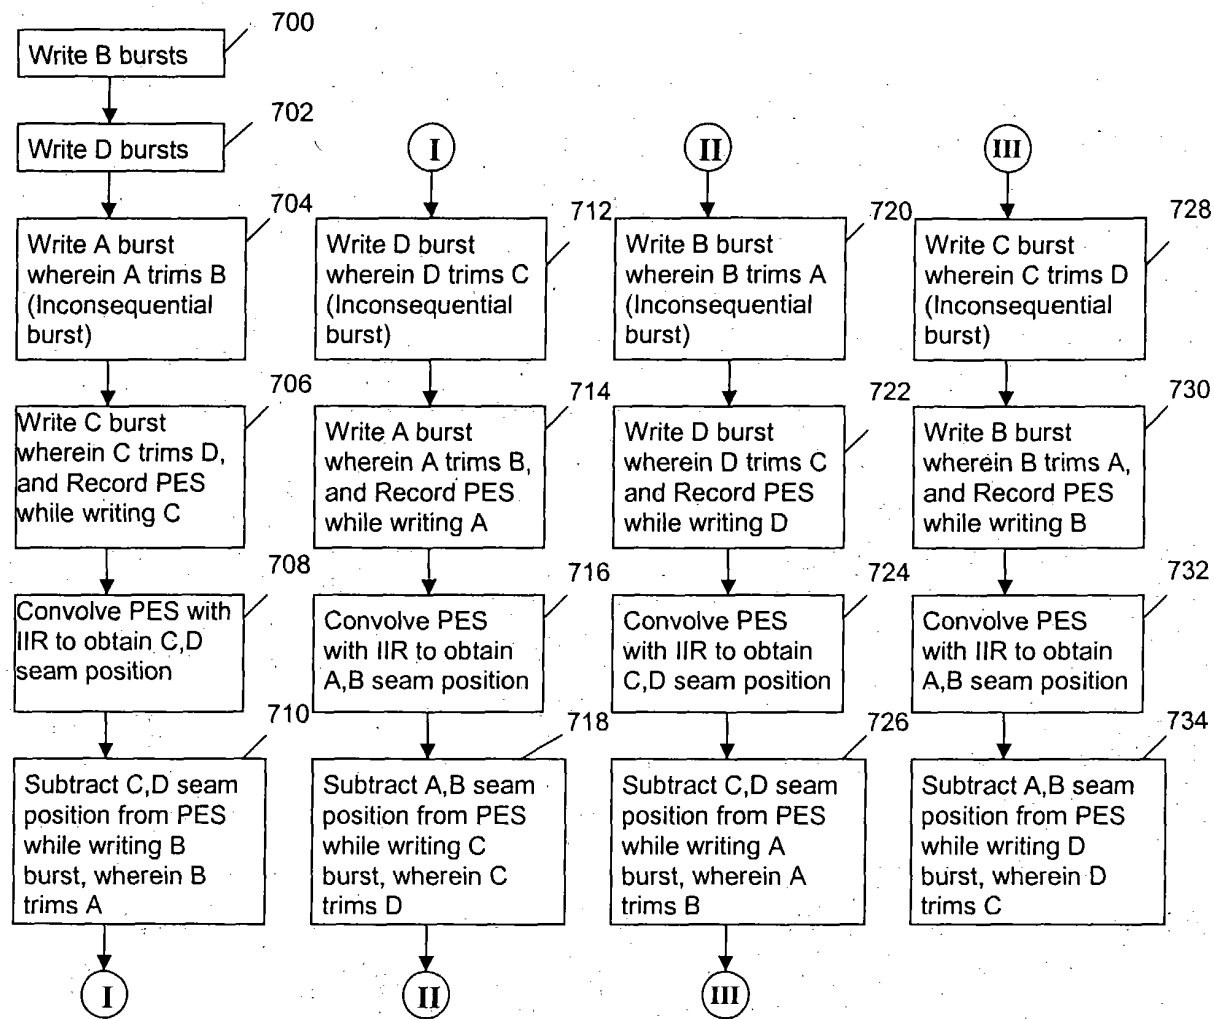 700
Write B bursts
702
Write D bursts
704
Write A burst
wherein A trims B
(Inconsequential
burst)
706
Write C burst
wherein C trims D,
and Record PES
while writing C
708
Convolve PES with
IIR to obtain C,D
seam position
710
Subtract C,D seam
position from PES
while writing B
burst, wherein B
trims A
I
I
712
Write D burst
wherein D trims C
(Inconsequential
burst)
714
Write A burst
wherein A trims B,
and Record PES
while writing A
716
Convolve PES
with IIR to obtain
A,B seam position
718
Subtract A,B seam
position from PES
while writing C
burst, wherein C
trims D
II
II
720
Write B burst
wherein B trims A
(Inconsequential
burst)
722
Write D burst
wherein D trims C
and Record PES
while writing D
724
Convolve PES
with IIR to obtain
C,D seam position
726
Subtract C,D seam
position from PES
while writing A
burst, wherein A
trims B
III
III
728
Write C burst
wherein C trims D
(Inconsequential
burst)
730
Write B burst
wherein B trims A,
and Record PES
while writing B
732
Convolve PES
with IIR to obtain
A,B seam position
734
Subtract A,B seam
position from PES
while writing D
burst, wherein D
trims C